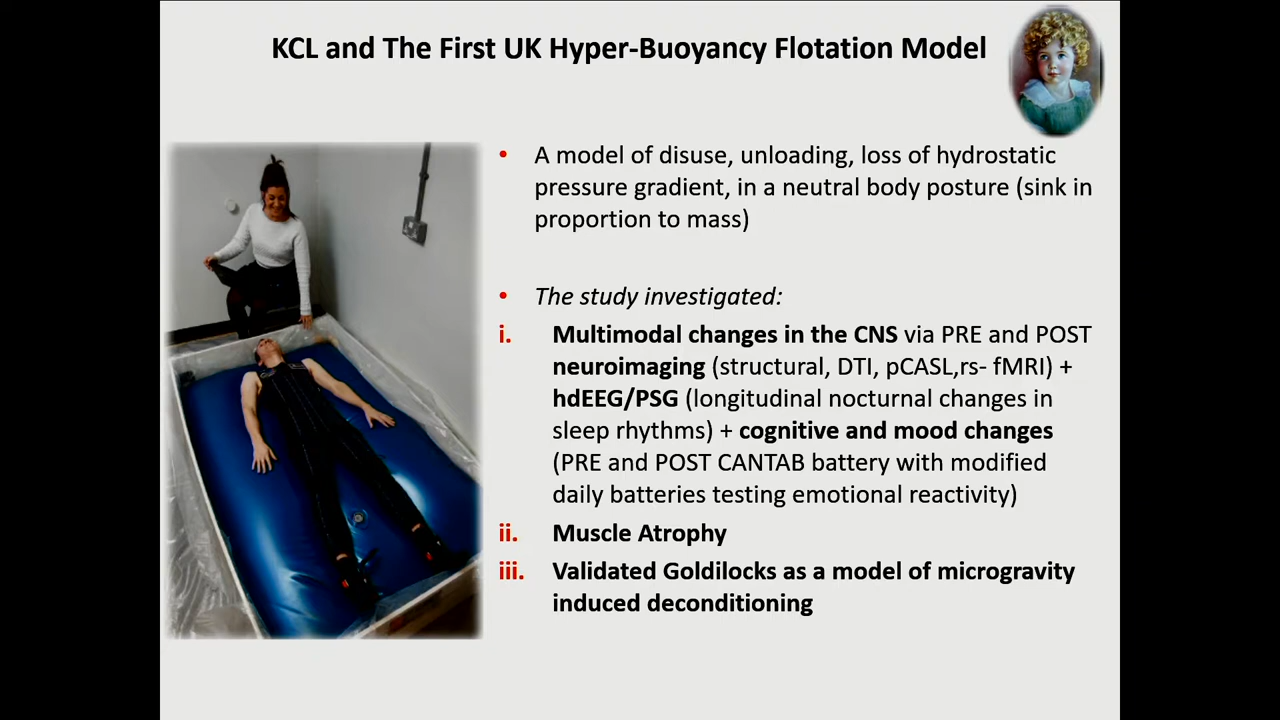 KCL and The First UK Hyper-Buoyancy Flotation Model
• A model of disuse, unloading, loss of hydrostatic
pressure gradient, in a neutral body posture (sink in
proportion to mass)
• The study investigated:
i. Multimodal changes in the CNS via PRE and POST
neuroimaging (structural, DTI, pCASL,rs- fMRI) +
hdEEG/PSG (longitudinal nocturnal changes in
sleep rhythms) + cognitive and mood changes
(PRE and POST CANTAB battery with modified
daily batteries testing emotional reactivity)
ii. Muscle Atrophy
iii. Validated Goldilocks as a model of microgravity
induced deconditioning